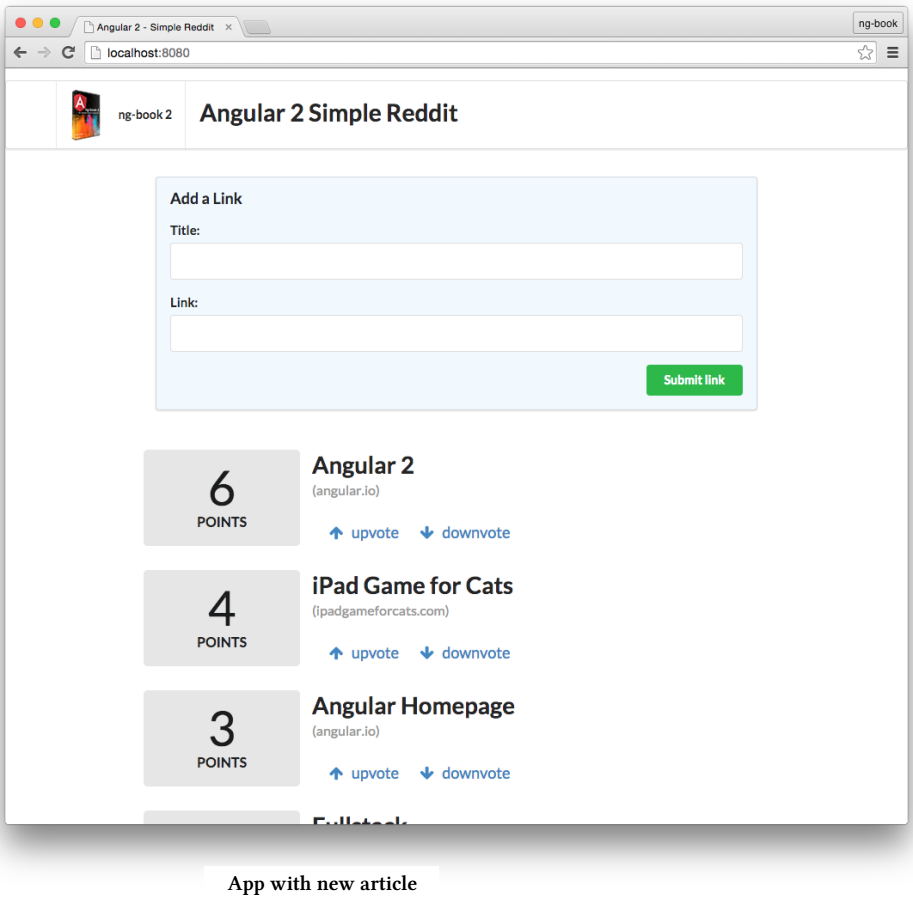 Angular 2 - Simple Reddit
ng-book
localhost:8080
ng-book 2
Angular 2 Simple Reddit
Add a Link
Title:
Link:
Submit link
6
POINTS
Angular 2
(angular.io)
upvote downvote
4
POINTS
iPad Game for Cats
(ipadgameforcats.com)
upvote downvote
3
POINTS
Angular Homepage
(angular.io)
upvote downvote
Fullstack
App with new article